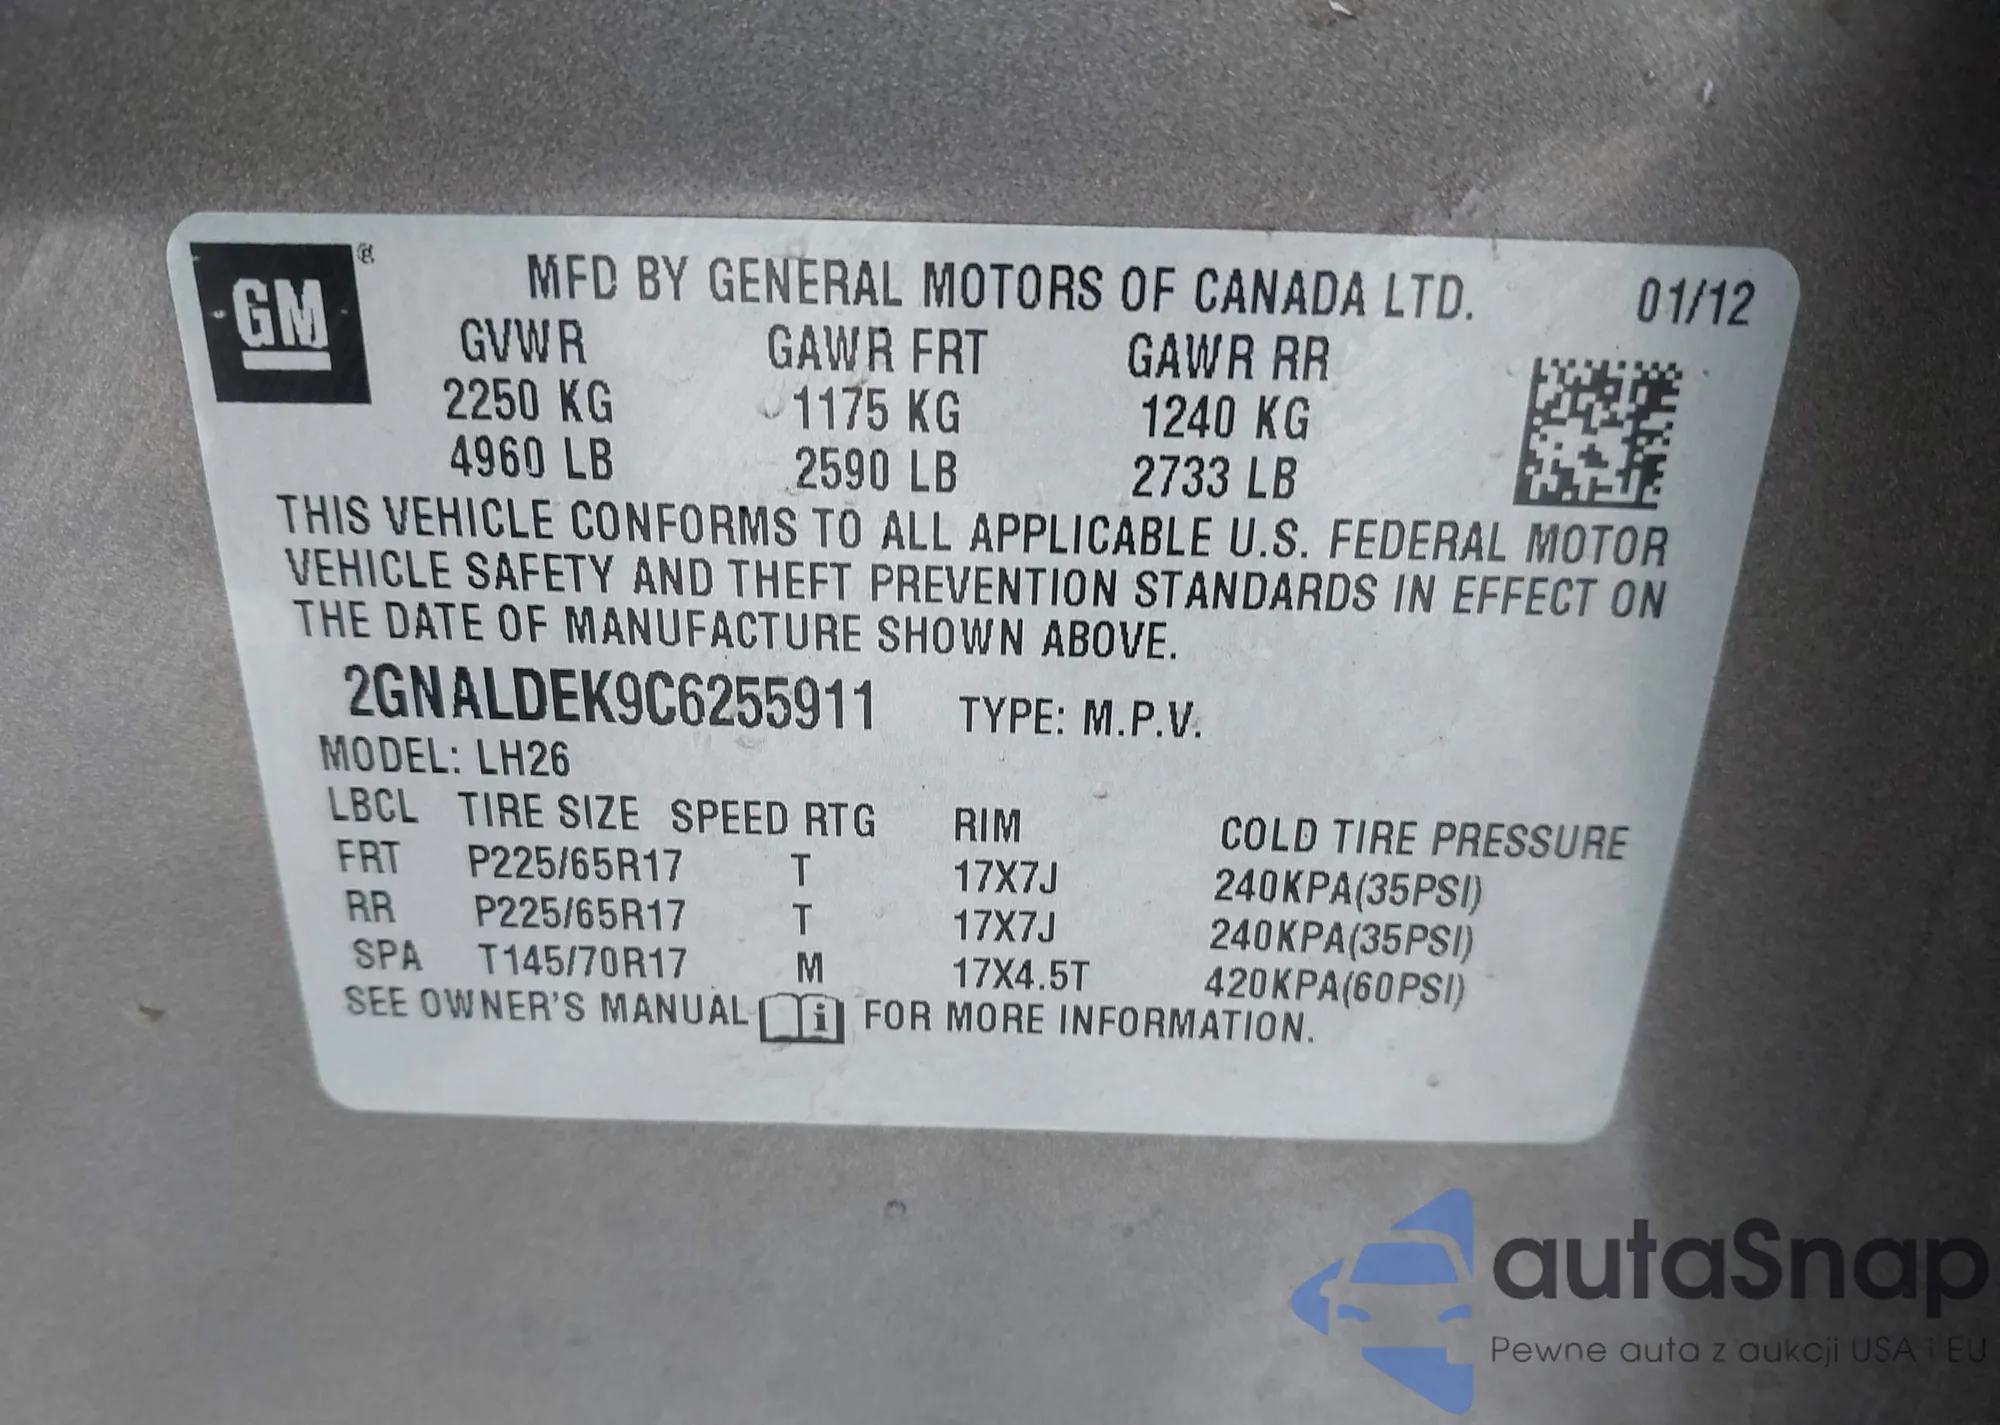 GM ®
MFD BY GENERAL MOTORS OF CANADA LTD. 01/12
GVWR GAWR FRT GAWR RR
2250 KG 1175 KG 1240 KG
4960 LB 2590 LB 2733 LB
THIS VEHICLE CONFORMS TO ALL APPLICABLE U.S. FEDERAL MOTOR
VEHICLE SAFETY AND THEFT PREVENTION STANDARDS IN EFFECT ON
THE DATE OF MANUFACTURE SHOWN ABOVE.
2GNALDEK9C6255911 TYPE: M.P.V.
MODEL: LH26
LBCL TIRE SIZE SPEED RTG RIM COLD TIRE PRESSURE
FRT P225/65R17 T 17X7J 240KPA(35PSI)
RR P225/65R17 T 17X7J 240KPA(35PSI)
SPA T145/70R17 M 17X4.5T 420KPA(60PSI)
SEE OWNER'S MANUAL i FOR MORE INFORMATION.
autaSnap
Pewne auta z aukcji USA i EU